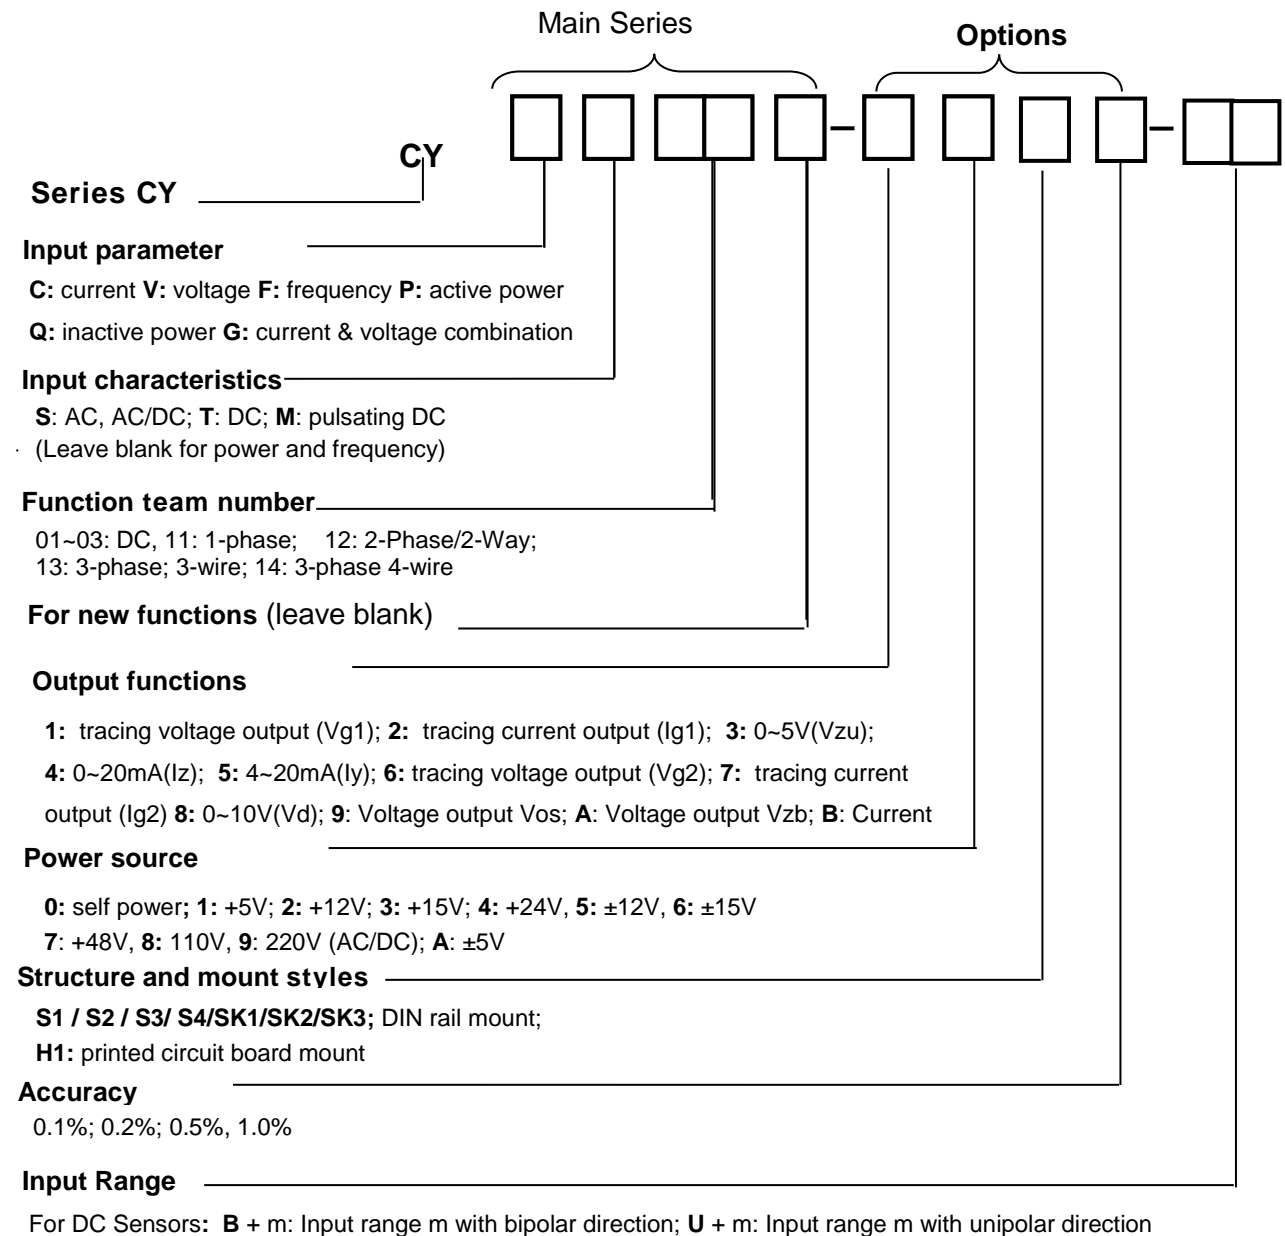 Main Series
Options
CY
Series CY
Input parameter
C: current V: voltage F: frequency P: active power
Q: inactive power G: current & voltage combination
Input characteristics
S: AC, AC/DC; T: DC; M: pulsating DC
(Leave blank for power and frequency)
Function team number
01~03: DC, 11: 1-phase; 12: 2-Phase/2-Way;
13: 3-phase; 3-wire; 14: 3-phase 4-wire
For new functions (leave blank)
Output functions
1: tracing voltage output (Vg1); 2: tracing current output (Ig1); 3: 0~5V(Vzu);
4: 0~20mA(Iz); 5: 4~20mA(Iy); 6: tracing voltage output (Vg2); 7: tracing current
output (Ig2) 8: 0~10V(Vd); 9: Voltage output Vos; A: Voltage output Vzb; B: Current
Power source
0: self power; 1: +5V; 2: +12V; 3: +15V; 4: +24V, 5: ±12V, 6: ±15V
7: +48V, 8: 110V, 9: 220V (AC/DC); A: ±5V
Structure and mount styles
S1 / S2 / S3/ S4/SK1/SK2/SK3; DIN rail mount;
H1: printed circuit board mount
Accuracy
0.1%; 0.2%; 0.5%, 1.0%
Input Range
For DC Sensors: B + m: Input range m with bipolar direction; U + m: Input range m with unipolar direction